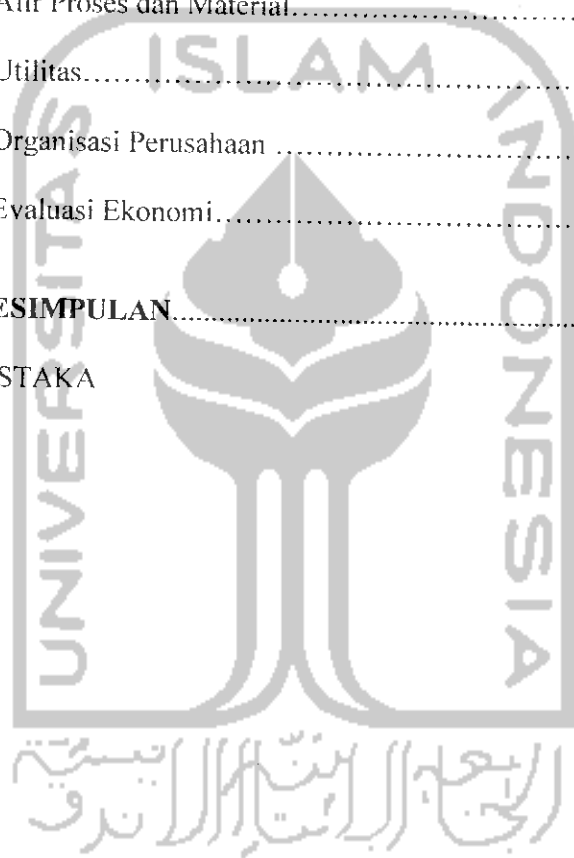 Alir Proses dan Material
Utilitas
Organisasi Perusahaan
Evaluasi Ekonomi
ESIMPULAN
STAKA
UNIVERSITAS ISLAM INDONESIA